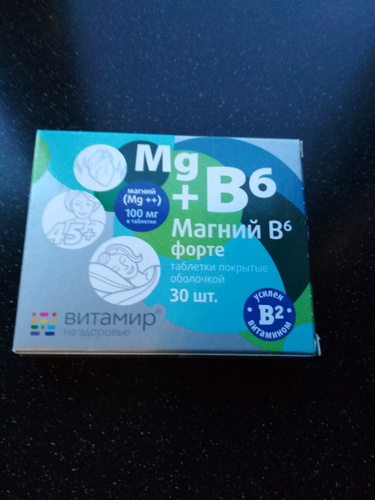 Mg
+B6
магний
(Mg ++)
100 мг
в таблетке
45+
Магний B6
форте
таблетки покрытые
оболочкой
30 шт.
усилен
B2
витамином
витамир®
на здоровье